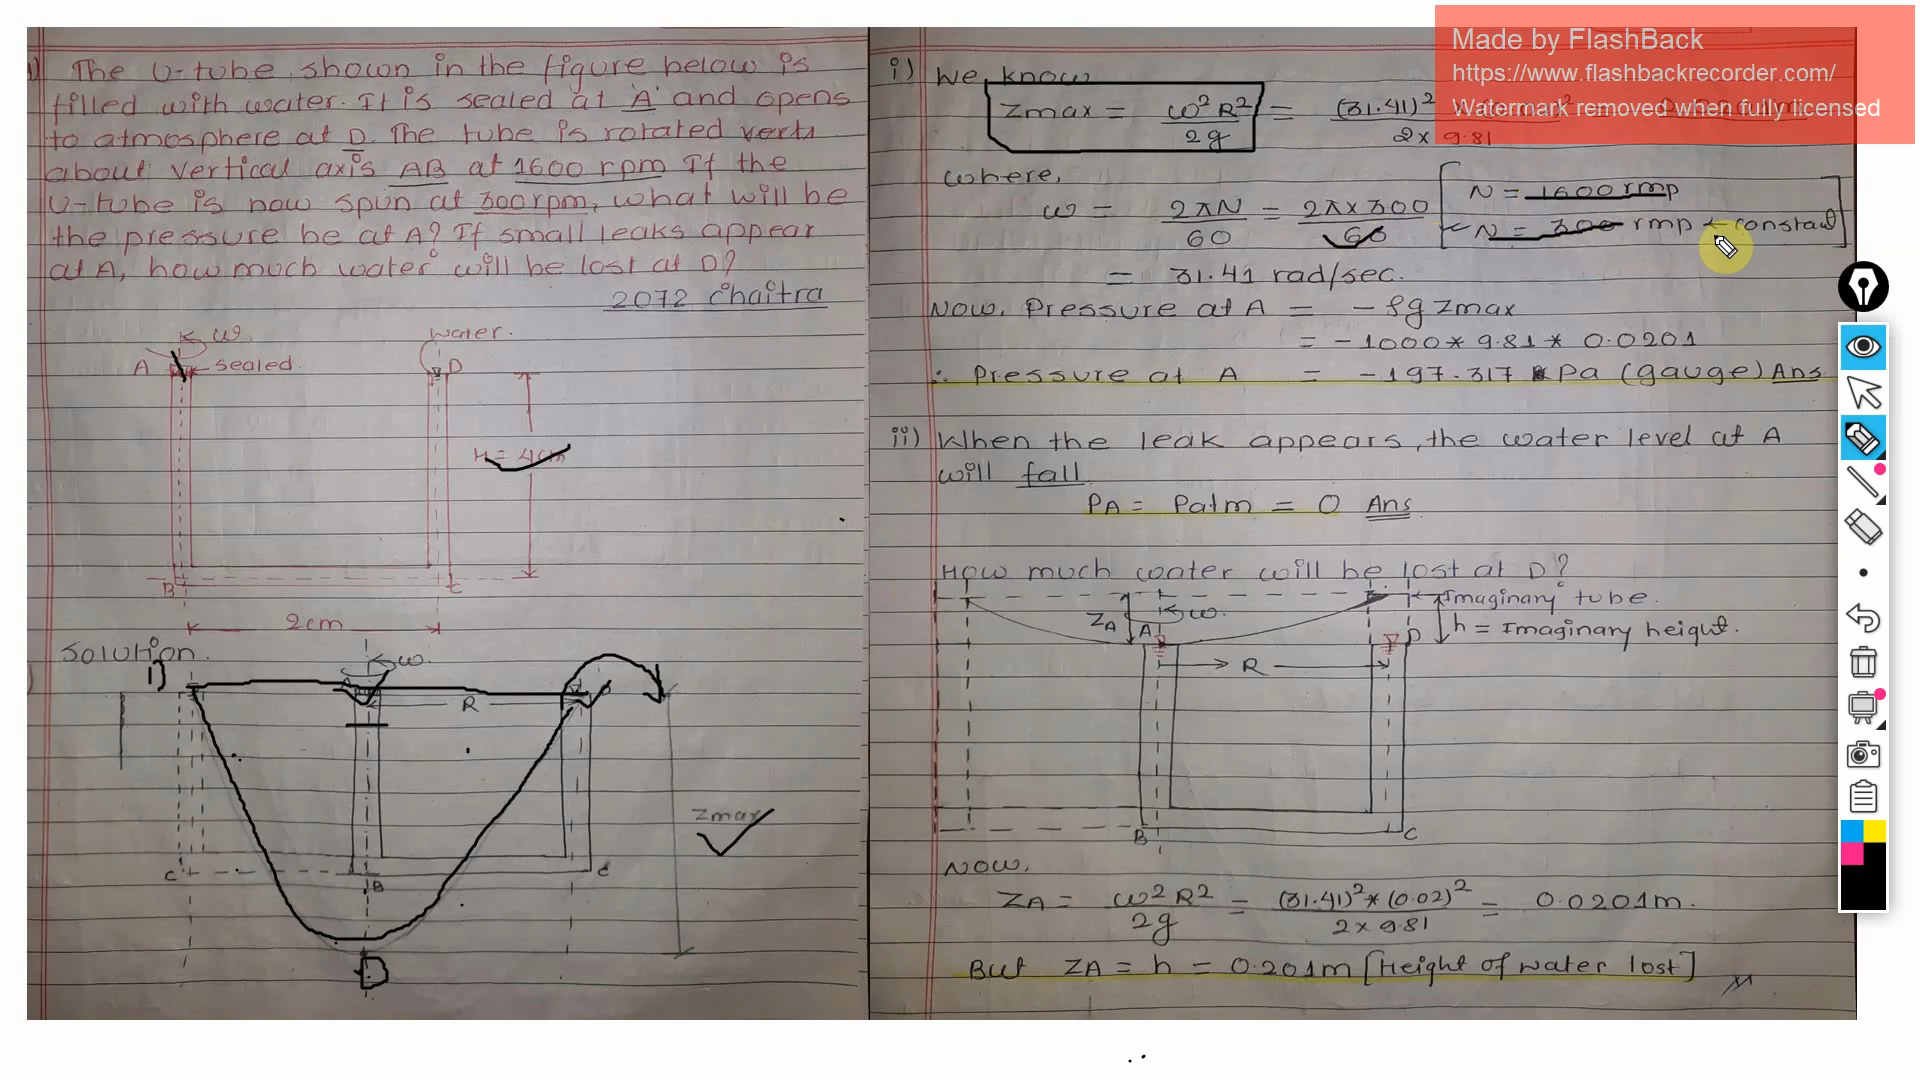 The U-tube shown in the figure below is
filled with water. It is sealed at 'A' and opens
to atmosphere at D. The tube is rotated verti
about vertical axis AB at 1600 rpm If the
U-tube is now spun at 300rpm, what will be
the pressure be at A? If small leaks appear
at A, how much water will be lost at D?
2072 chaitra
ω
water.
A
sealed
D
H = 4cm
B
C
2cm
Solution.
1)
ω
A
D
R
Zmax
C'
B
C
D
i) We know
Zmax = ω²R²/2g = (31.41)² / 2 x 9.81
where,
ω = 2πN/60 = 2π x 300/60
N = 1600 rmp
N = 300 rmp ← constant
= 31.41 rad/sec.
Now, Pressure at A = - ρg Zmax
= -1000 * 9.81 * 0.0201
∴ Pressure at A = -197.317 Pa (gauge) Ans
ii) When the leak appears, the water level at A
will fall
PA = Patm = 0 Ans
How much water will be lost at D?
ZA
ω
A
Imaginary tube.
D
h = Imaginary height.
R
B
C
Now,
ZA = ω²R²/2g = (31.41)² * (0.02)² / 2 x 9.81 = 0.0201m.
But ZA = h = 0.201m [Height of water lost]
Made by FlashBack
https://www.flashbackrecorder.com/
Watermark removed when fully licensed